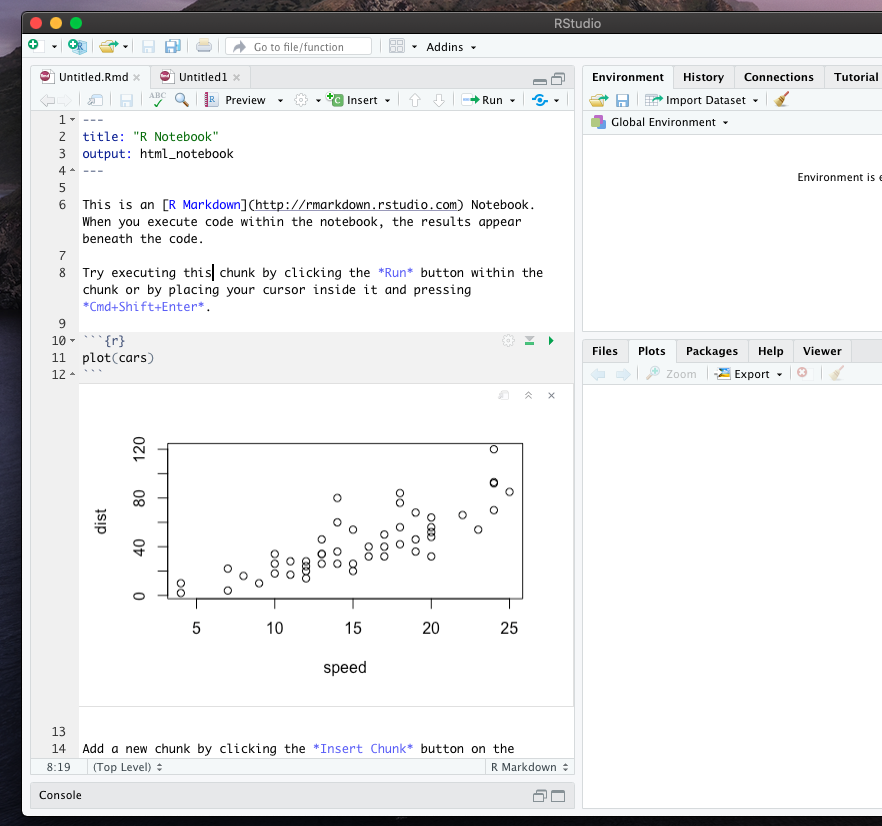 RStudio
Go to file/function
Addins
Untitled.Rmd
Untitled1
ABC
Preview
Insert
Run
1 ---
2 title: "R Notebook"
3 output: html_notebook
4 ---
5
6 This is an [R Markdown](http://rmarkdown.rstudio.com) Notebook.
When you execute code within the notebook, the results appear
beneath the code.
7
8 Try executing this chunk by clicking the *Run* button within the
chunk or by placing your cursor inside it and pressing
*Cmd+Shift+Enter*.
9
10 ```{r}
11 plot(cars)
12 ```
120
80
40
0
dist
5 10 15 20 25
speed
13
14 Add a new chunk by clicking the *Insert Chunk* button on the
8:19 (Top Level) R Markdown
Console
Environment History Connections Tutorial
Import Dataset
Global Environment
Environment is e
Files Plots Packages Help Viewer
Zoom Export